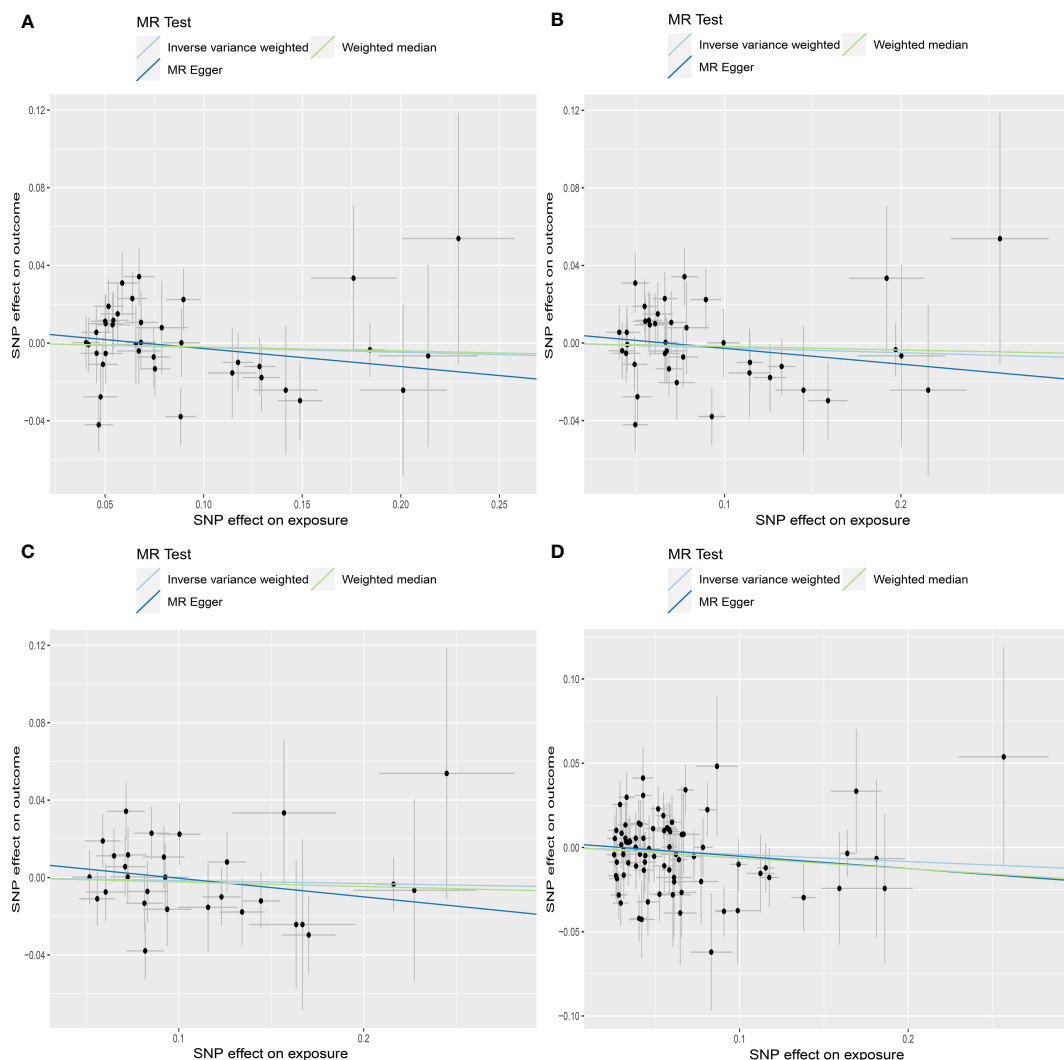 A
MR Test
Inverse variance weighted
Weighted median
MR Egger
0.12
0.08
0.04
0.00
−0.04
SNP effect on outcome
0.05
0.10
0.15
0.20
0.25
SNP effect on exposure
B
MR Test
Inverse variance weighted
Weighted median
MR Egger
0.12
0.08
0.04
0.00
−0.04
SNP effect on outcome
0.1
0.2
SNP effect on exposure
C
MR Test
Inverse variance weighted
Weighted median
MR Egger
0.12
0.08
0.04
0.00
−0.04
SNP effect on outcome
0.1
0.2
SNP effect on exposure
D
MR Test
Inverse variance weighted
Weighted median
MR Egger
0.10
0.05
0.00
−0.05
−0.10
SNP effect on outcome
0.1
0.2
SNP effect on exposure